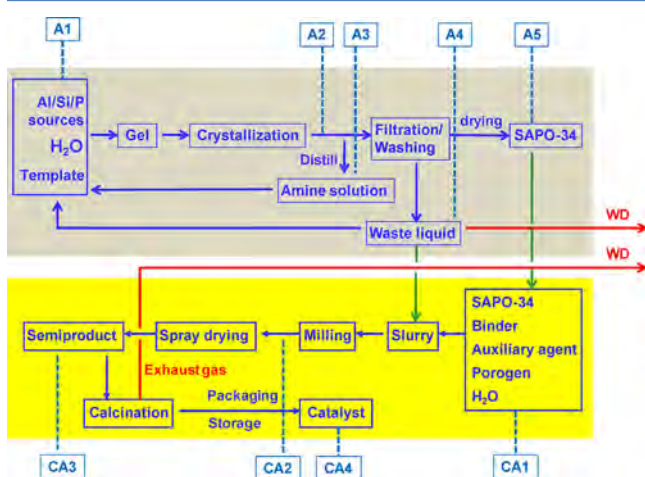 A1
A2
A3
A4
A5
Al/Si/P
sources
H₂O
Template
Gel
Crystallization
Filtration/
Washing
drying
SAPO-34
Distill
Amine solution
Waste liquid
WD
WD
SAPO-34
Binder
Auxiliary agent
Porogen
H₂O
Semiproduct
Spray drying
Milling
Slurry
Exhaust gas
Calcination
Packaging
Storage
Catalyst
CA3
CA2
CA4
CA1